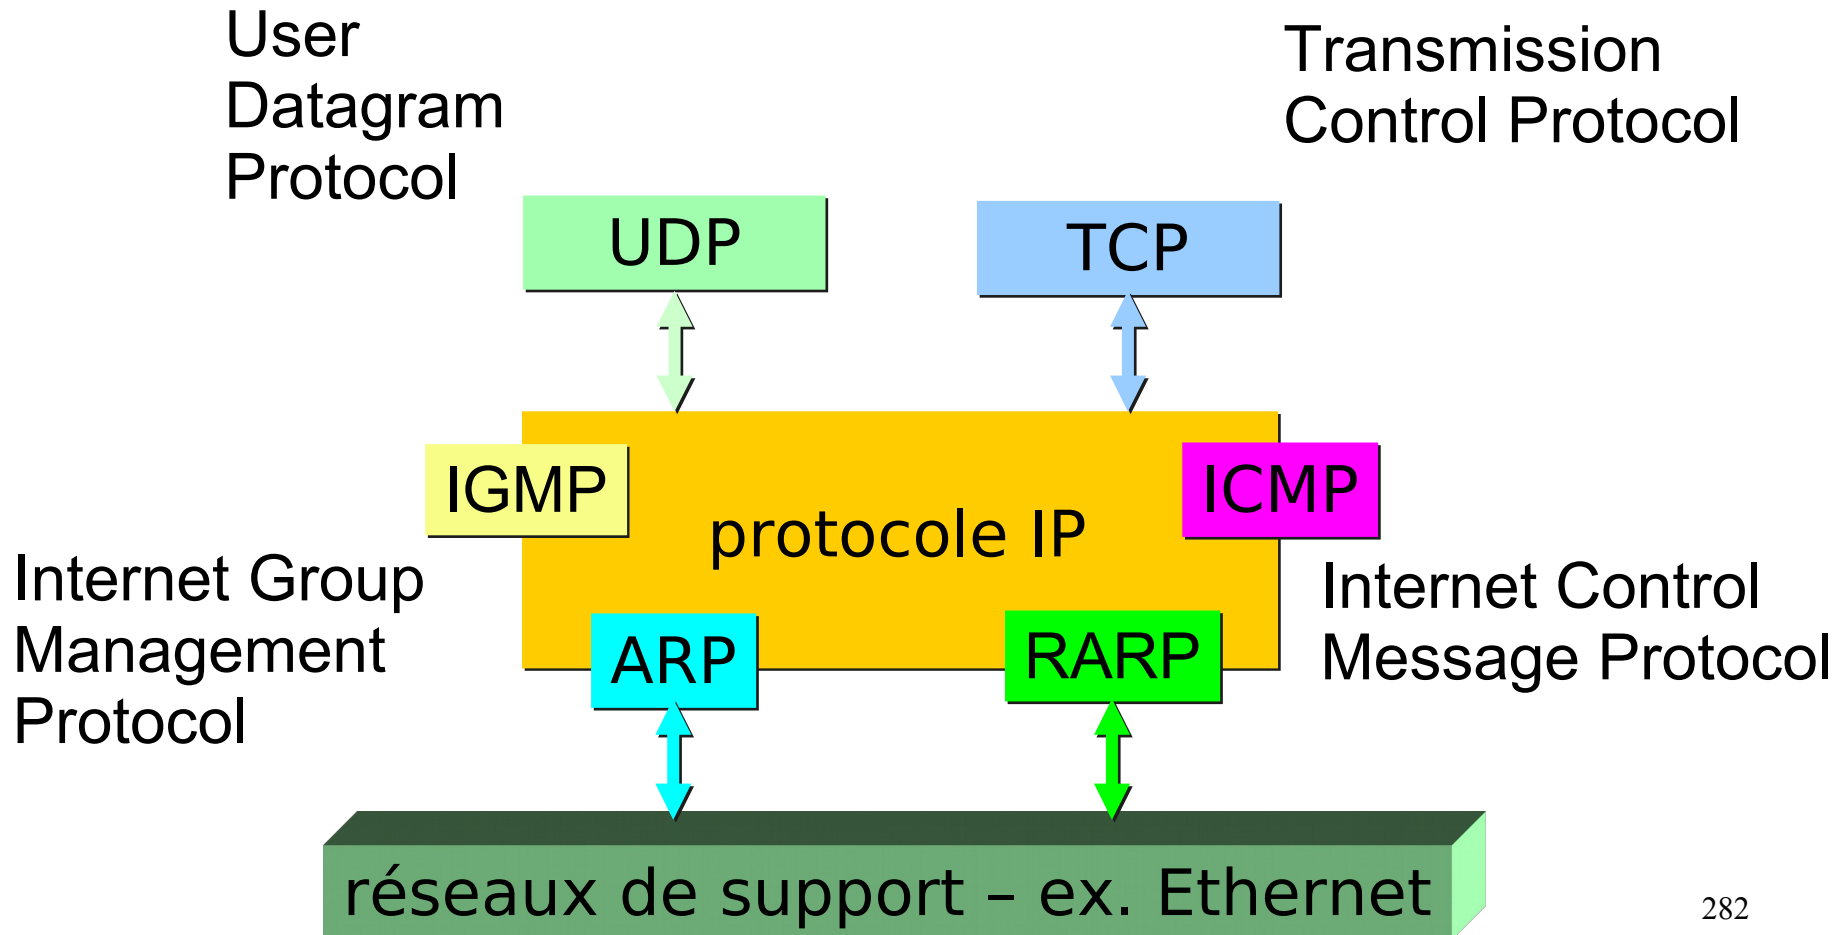 User
Datagram
Protocol
Transmission
Control Protocol
UDP
TCP
IGMP
ICMP
protocole IP
Internet Group
Management
Protocol
Internet Control
Message Protocol
ARP
RARP
réseaux de support – ex. Ethernet
282